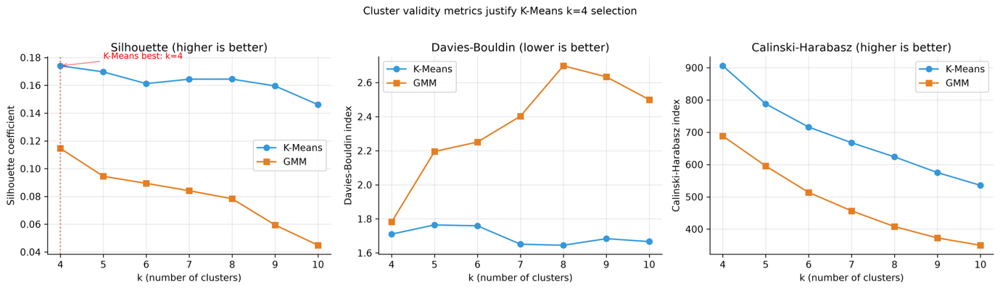 Cluster validity metrics justify K-Means k=4 selection
Silhouette (higher is better)
K-Means best: k=4
Silhouette coefficient
0.18
0.16
0.14
0.12
0.10
0.08
0.06
0.04
K-Means
GMM
4 5 6 7 8 9 10
k (number of clusters)
Davies-Bouldin (lower is better)
Davies-Bouldin index
2.6
2.4
2.2
2.0
1.8
1.6
K-Means
GMM
4 5 6 7 8 9 10
k (number of clusters)
Calinski-Harabasz (higher is better)
Calinski-Harabasz index
900
800
700
600
500
400
K-Means
GMM
4 5 6 7 8 9 10
k (number of clusters)